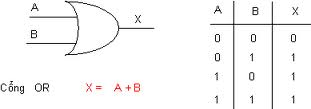 A
B
X
Cổng OR X = A + B
A B X
0 0 0
0 1 1
1 0 1
1 1 1